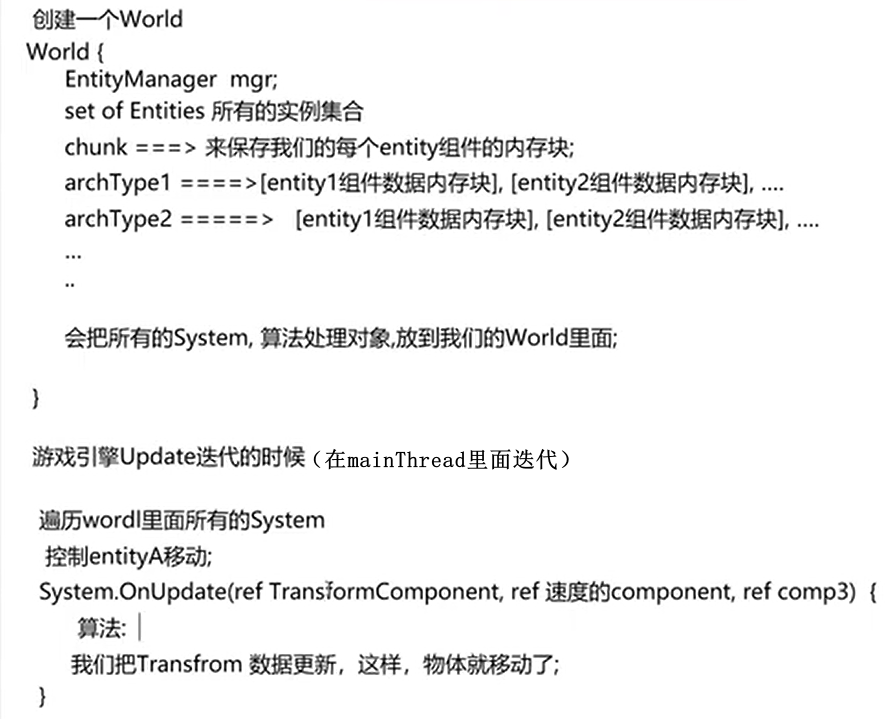 创建一个World
World {
EntityManager mgr;
set of Entities 所有的实例集合
chunk ===> 来保存我们的每个entity组件的内存块;
archType1 ====>[entity1组件数据内存块], [entity2组件数据内存块], ....
archType2 =====> [entity1组件数据内存块], [entity2组件数据内存块], ....
...
..
会把所有的System, 算法处理对象,放到我们的World里面;
}
游戏引擎Update迭代的时候（在mainThread里面迭代）
遍历wordl里面所有的System
控制entityA移动;
System.OnUpdate(ref TransformComponent, ref 速度的component, ref comp3) {
算法:
我们把Transfrom 数据更新，这样，物体就移动了;
}